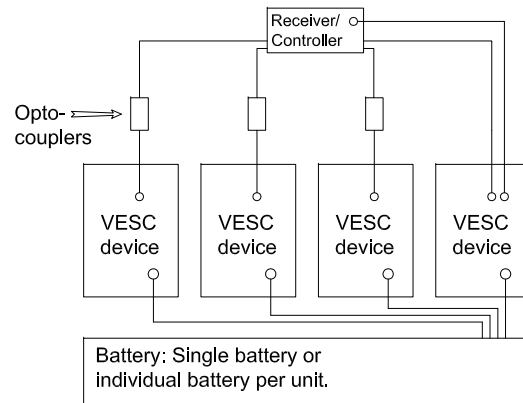 Receiver/
Controller
Opto-
couplers
VESC
device
VESC
device
VESC
device
VESC
device
Battery: Single battery or
individual battery per unit.